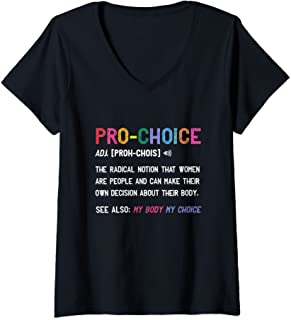 PRO-CHOICE
ADJ. [PROH-CHOIS]
THE RADICAL NOTION THAT WOMEN
ARE PEOPLE AND CAN MAKE THEIR
OWN DECISION ABOUT THEIR BODY.
SEE ALSO: MY BODY MY CHOICE